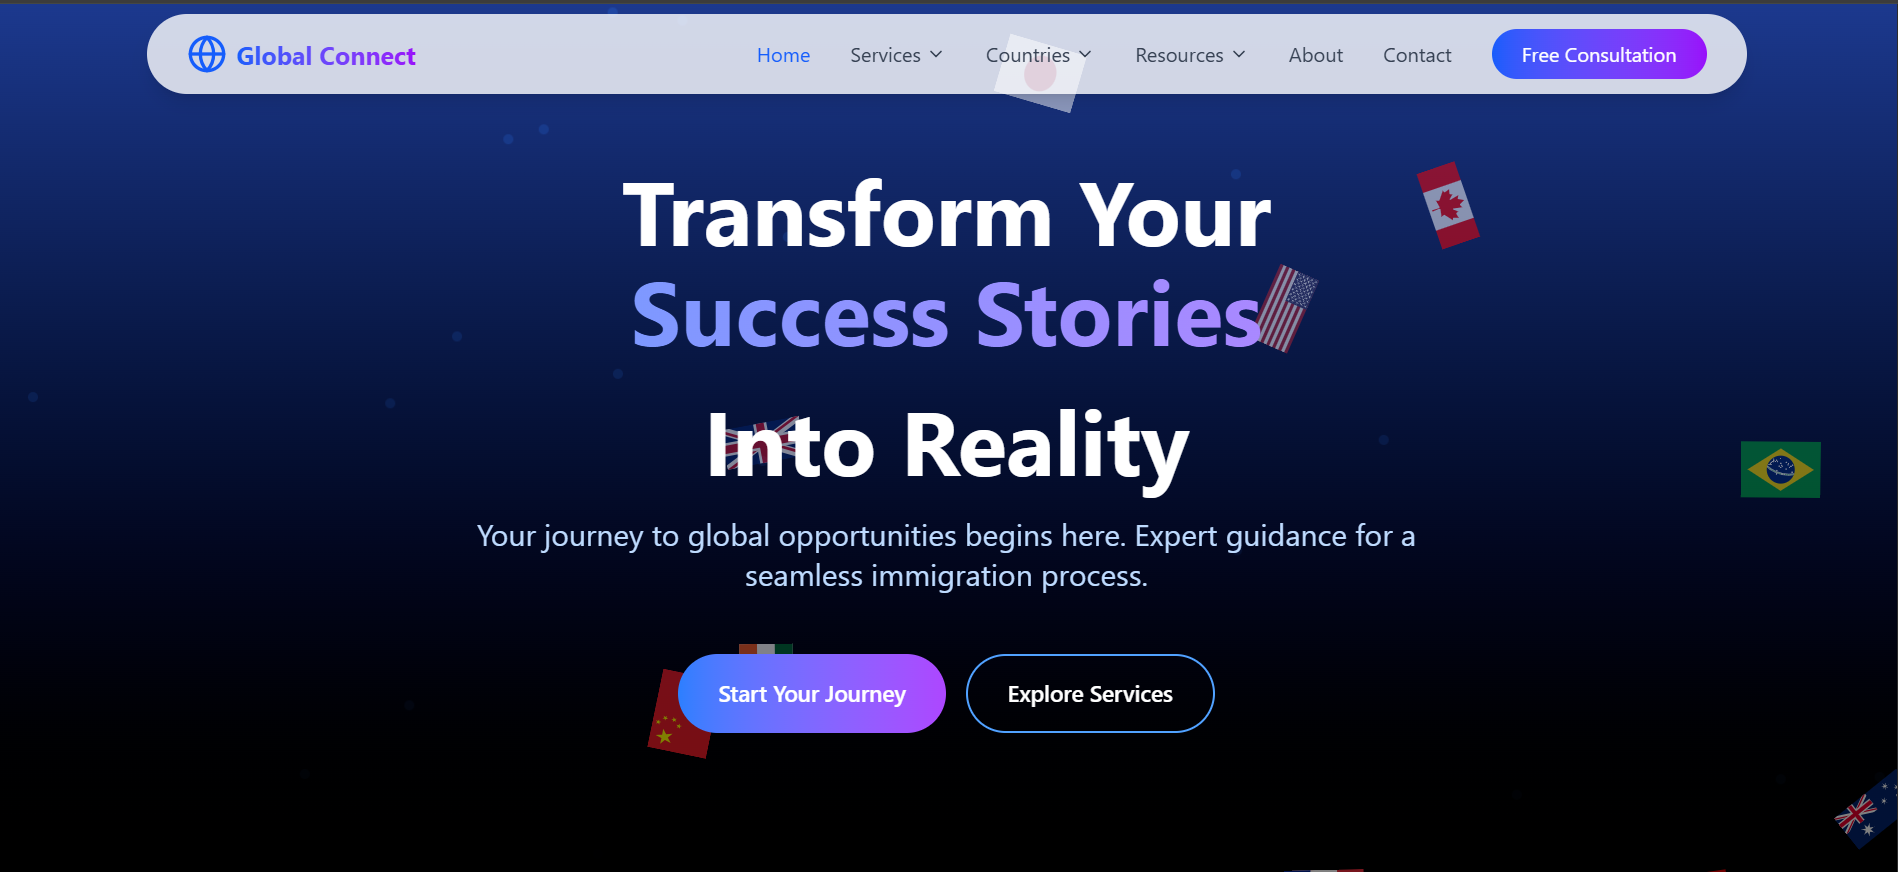 Global Connect
Home Services Countries Resources About Contact Free Consultation
Transform Your
Success Stories
Into Reality
Your journey to global opportunities begins here. Expert guidance for a
seamless immigration process.
Start Your Journey Explore Services